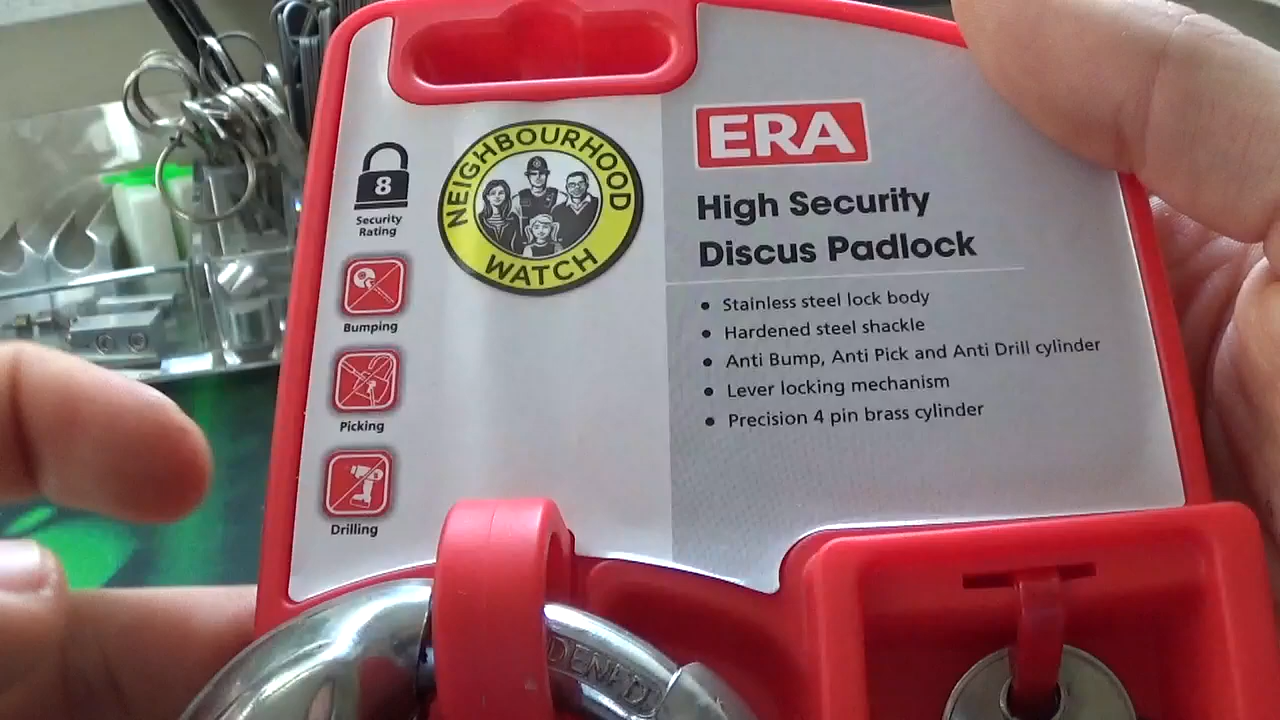 8
Security
Rating
Bumping
Picking
Drilling
NEIGHBOURHOOD
WATCH
ERA
High Security
Discus Padlock
• Stainless steel lock body
• Hardened steel shackle
• Anti Bump, Anti Pick and Anti Drill cylinder
• Lever locking mechanism
• Precision 4 pin brass cylinder